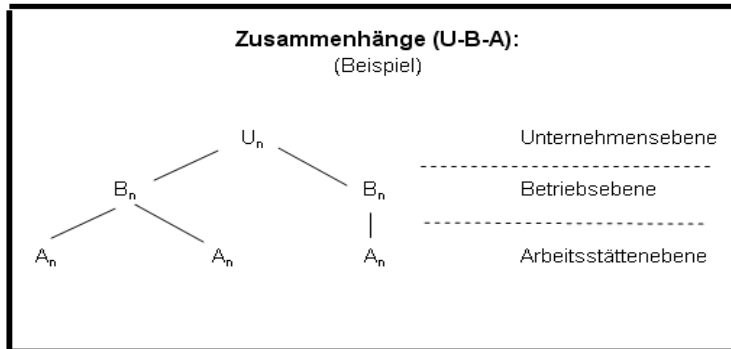 Zusammenhänge (U-B-A):
(Beispiel)
Uₙ Unternehmensebene
Bₙ Bₙ Betriebsebene
Aₙ Aₙ Aₙ Arbeitsstättenebene